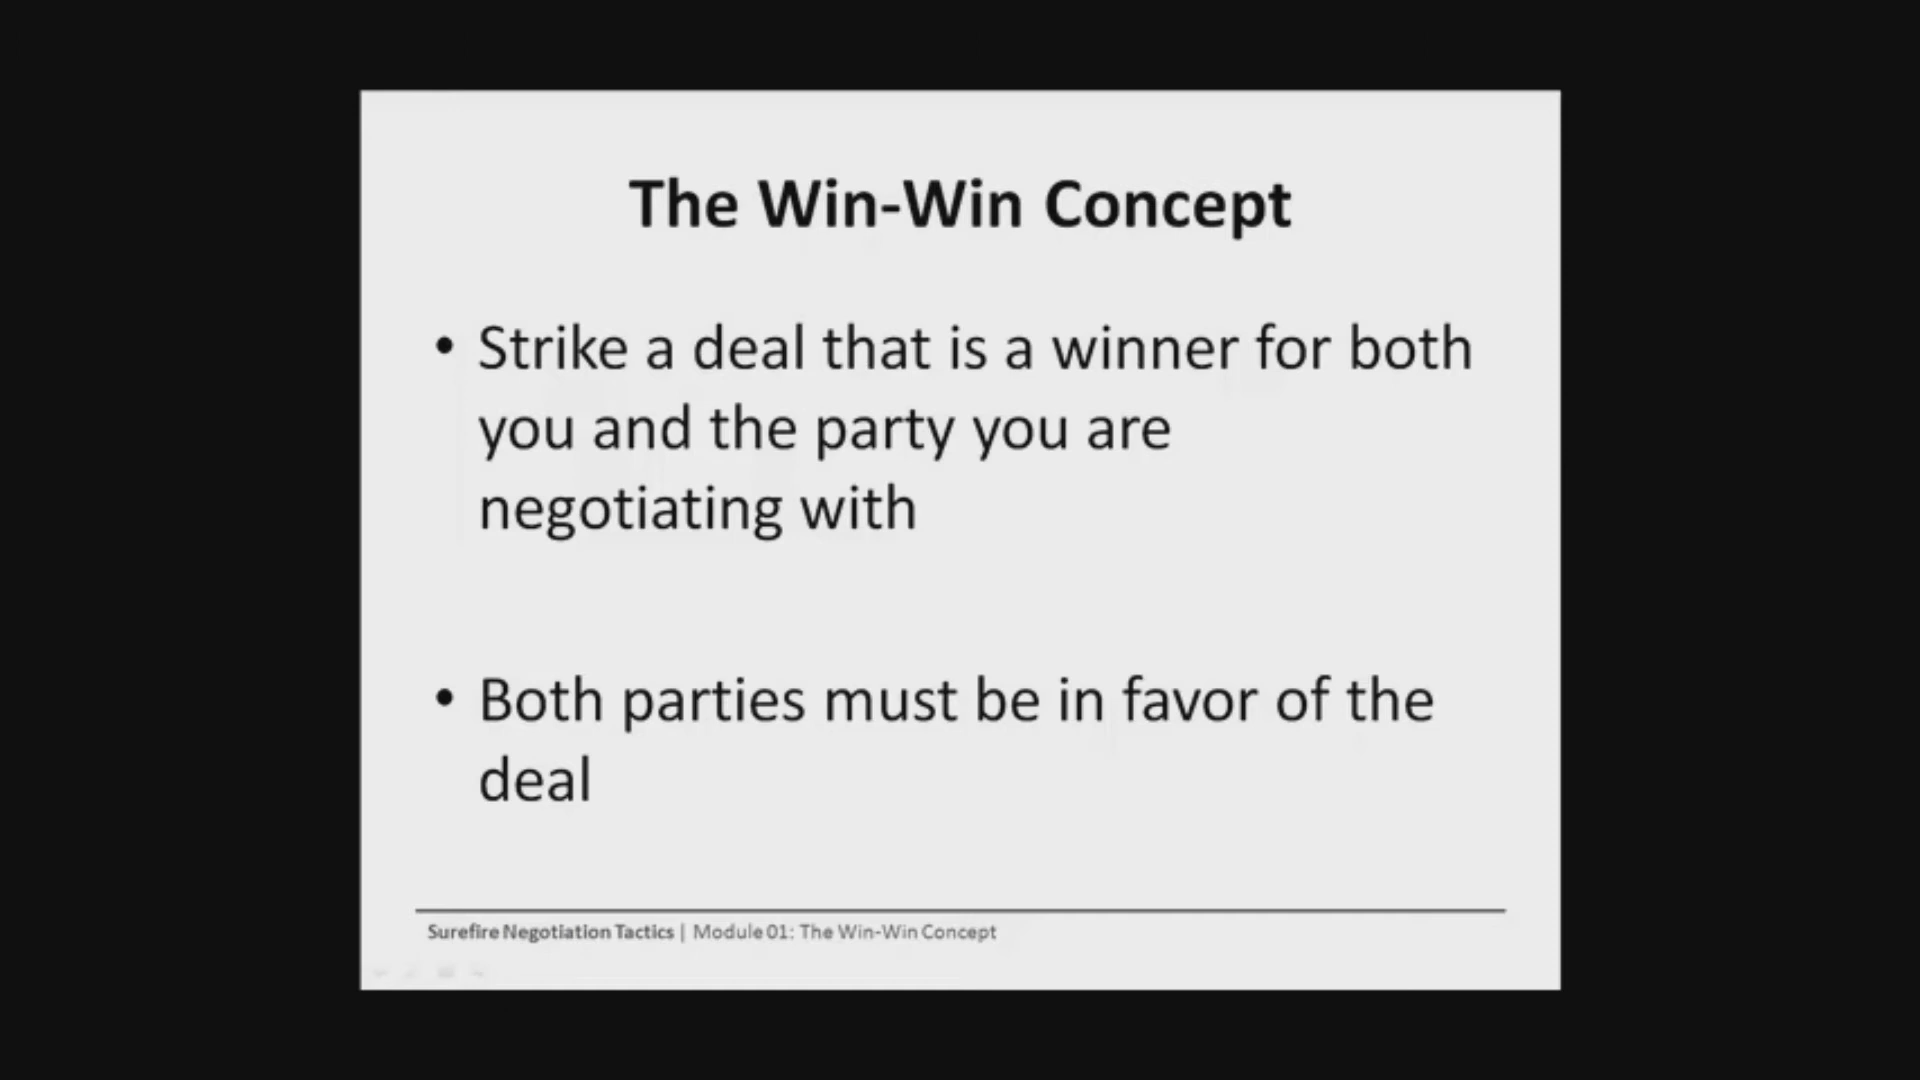 The Win-Win Concept
• Strike a deal that is a winner for both
you and the party you are
negotiating with
• Both parties must be in favor of the
deal
Surefire Negotiation Tactics | Module 01: The Win-Win Concept